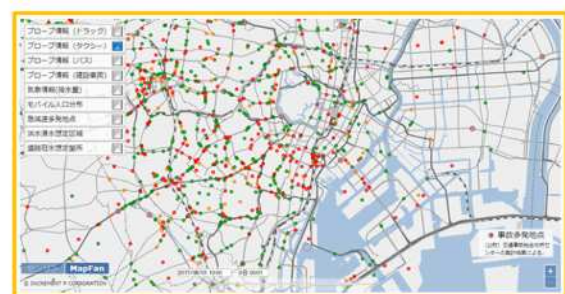 プローブ情報（トラック）
プローブ情報（タクシー）
プローブ情報（バス）
プローブ情報（建設車両）
気象情報(降水量)
モバイル人口分布
急減速多発地点
洪水浸水想定区域
道路冠水想定箇所
事故多発地点
MapFan
© INCREMENT P CORPORATION